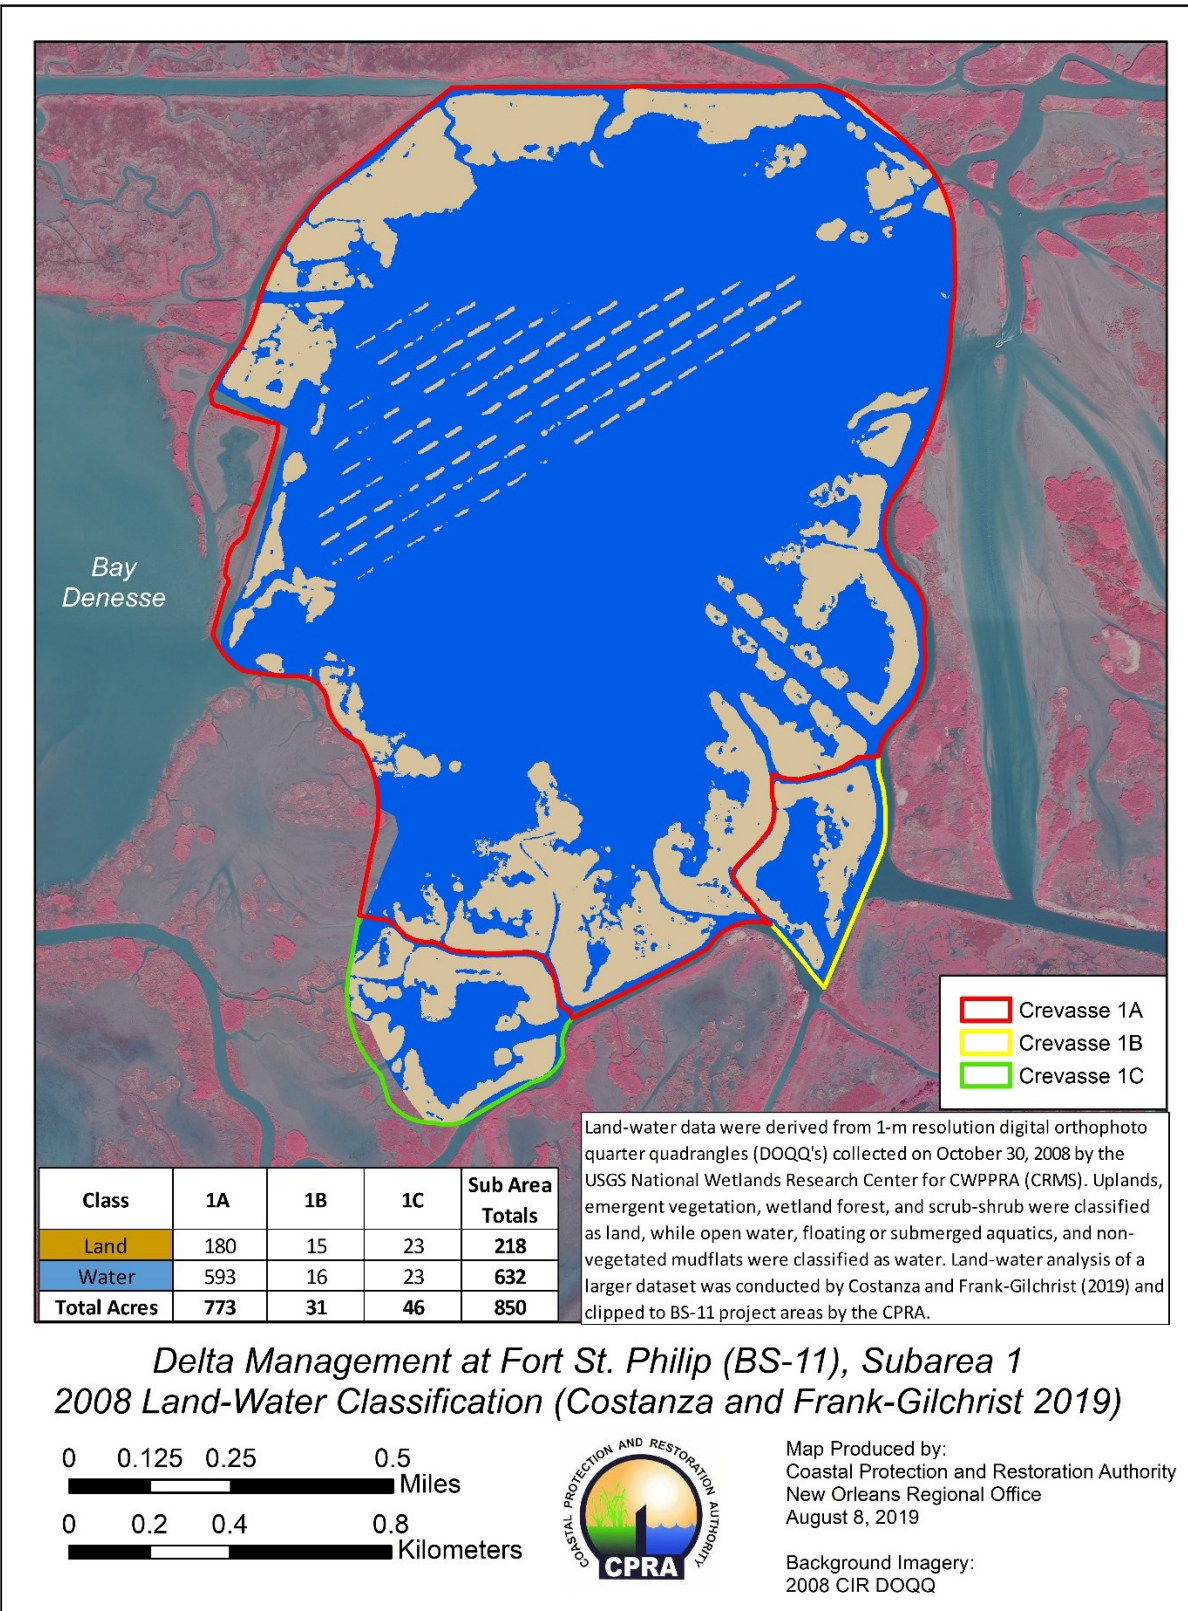 Bay
Denesse
Crevasse 1A
Crevasse 1B
Crevasse 1C
Land-water data were derived from 1-m resolution digital orthophoto
quarter quadrangles (DOQQ's) collected on October 30, 2008 by the
USGS National Wetlands Research Center for CWPPRA (CRMS). Uplands,
emergent vegetation, wetland forest, and scrub-shrub were classified
as land, while open water, floating or submerged aquatics, and non-
vegetated mudflats were classified as water. Land-water analysis of a
larger dataset was conducted by Costanza and Frank-Gilchrist (2019) and
clipped to BS-11 project areas by the CPRA.
Class 1A 1B 1C Sub Area Totals
Land 180 15 23 218
Water 593 16 23 632
Total Acres 773 31 46 850
Delta Management at Fort St. Philip (BS-11), Subarea 1
2008 Land-Water Classification (Costanza and Frank-Gilchrist 2019)
0 0.125 0.25 0.5
Miles
0 0.2 0.4 0.8
Kilometers
COASTAL PROTECTION AND RESTORATION AUTHORITY
CPRA
Map Produced by:
Coastal Protection and Restoration Authority
New Orleans Regional Office
August 8, 2019
Background Imagery:
2008 CIR DOQQ